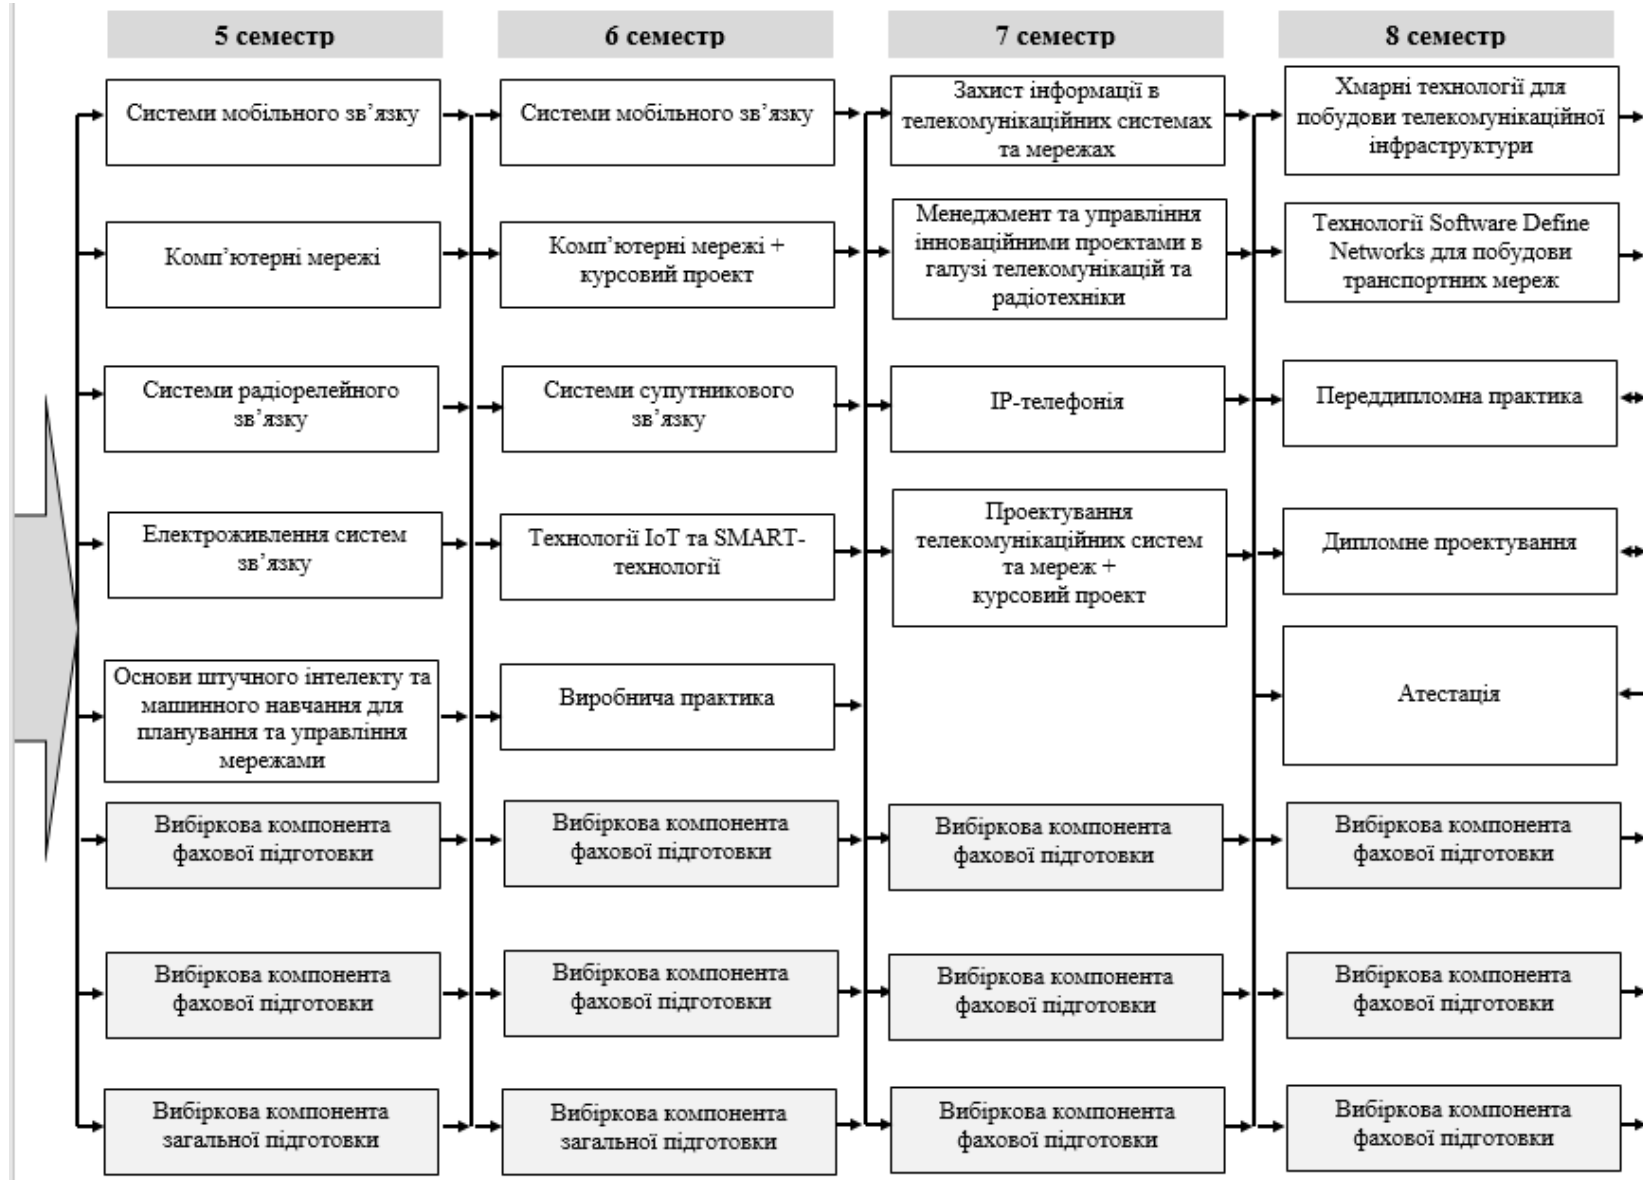 5 семестр
6 семестр
7 семестр
8 семестр
Системи мобільного зв’язку
Комп’ютерні мережі
Системи радіорелейного
зв’язку
Електроживлення систем
зв’язку
Основи штучного інтелекту та
машинного навчання для
планування та управління
мережами
Вибіркова компонента
фахової підготовки
Вибіркова компонента
фахової підготовки
Вибіркова компонента
загальної підготовки
Системи мобільного зв’язку
Комп’ютерні мережі +
курсовий проект
Системи супутникового
зв’язку
Технології IoT та SMART-
технології
Виробнича практика
Вибіркова компонента
фахової підготовки
Вибіркова компонента
фахової підготовки
Вибіркова компонента
загальної підготовки
Захист інформації в
телекомунікаційних системах
та мережах
Менеджмент та управління
інноваційними проєктами в
галузі телекомунікацій та
радіотехніки
IP-телефонія
Проектування
телекомунікаційних систем
та мереж +
курсовий проект
Вибіркова компонента
фахової підготовки
Вибіркова компонента
фахової підготовки
Вибіркова компонента
фахової підготовки
Хмарні технології для
побудови телекомунікаційної
інфраструктури
Технології Software Define
Networks для побудови
транспортних мереж
Переддипломна практика
Дипломне проектування
Атестація
Вибіркова компонента
фахової підготовки
Вибіркова компонента
фахової підготовки
Вибіркова компонента
фахової підготовки